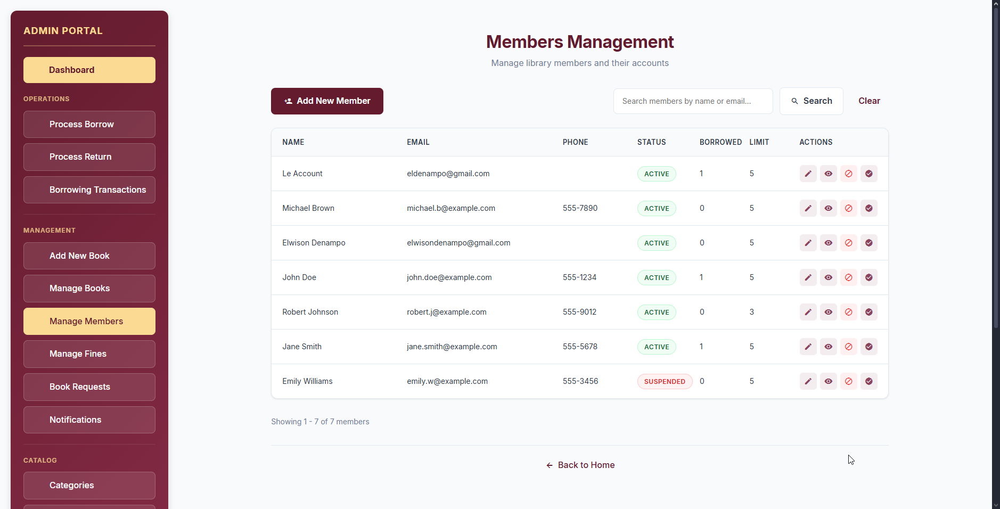 ADMIN PORTAL
Dashboard
OPERATIONS
Process Borrow
Process Return
Borrowing Transactions
MANAGEMENT
Add New Book
Manage Books
Manage Members
Manage Fines
Book Requests
Notifications
CATALOG
Categories
Members Management
Manage library members and their accounts
Add New Member
Search members by name or email...
Search
Clear
NAME EMAIL PHONE STATUS BORROWED LIMIT ACTIONS
Le Account eldenampo@gmail.com ACTIVE 1 5
Michael Brown michael.b@example.com 555-7890 ACTIVE 0 5
Elwison Denampo elwisondenampo@gmail.com ACTIVE 0 5
John Doe john.doe@example.com 555-1234 ACTIVE 1 5
Robert Johnson robert.j@example.com 555-9012 ACTIVE 0 3
Jane Smith jane.smith@example.com 555-5678 ACTIVE 1 5
Emily Williams emily.w@example.com 555-3456 SUSPENDED 0 5
Showing 1 - 7 of 7 members
Back to Home